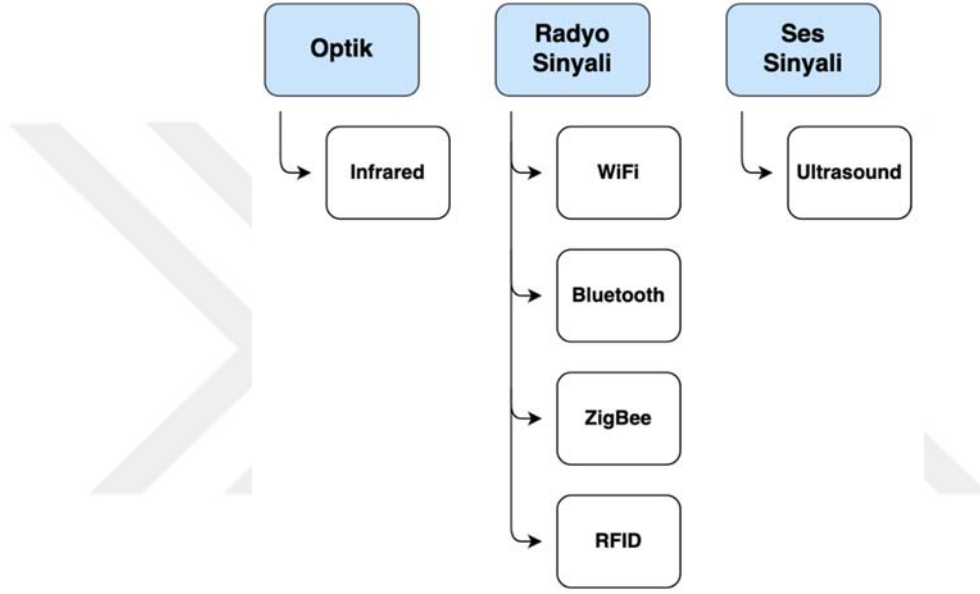 Optik
Infrared
Radyo
Sinyali
WiFi
Bluetooth
ZigBee
RFID
Ses
Sinyali
Ultrasound